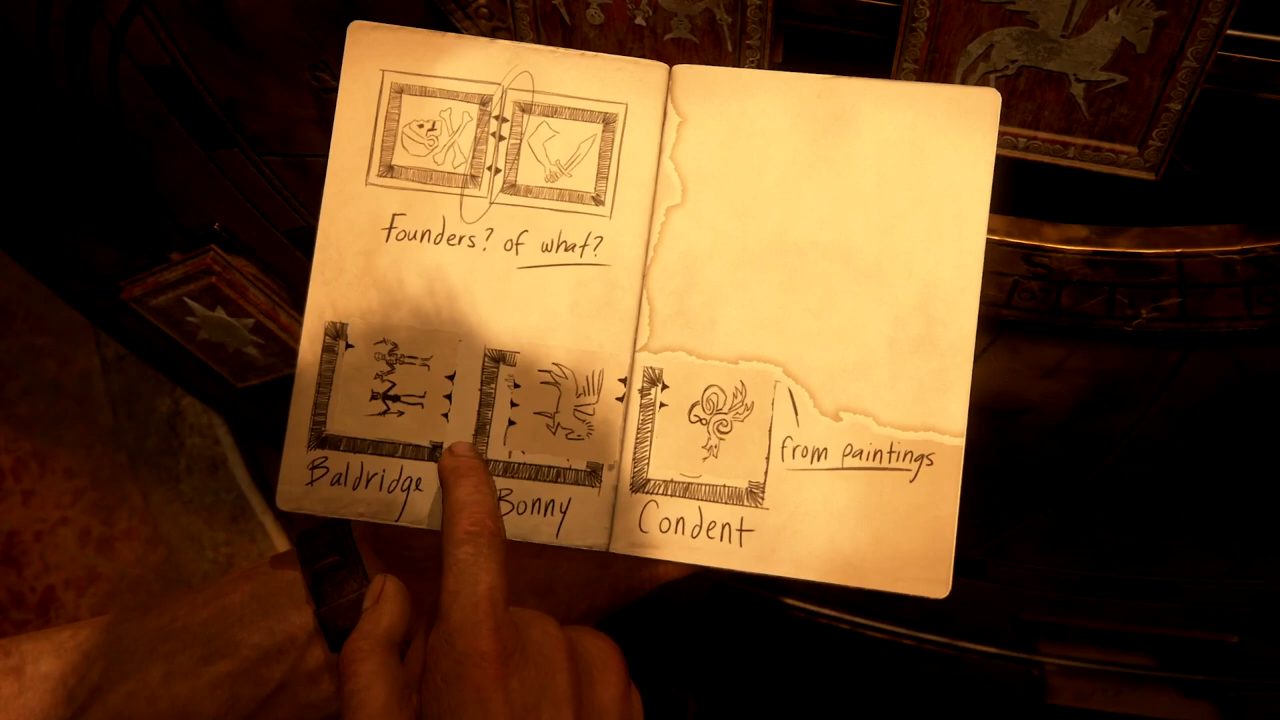 Founders? of what?
Baldridge
Bonny
Condent
from paintings